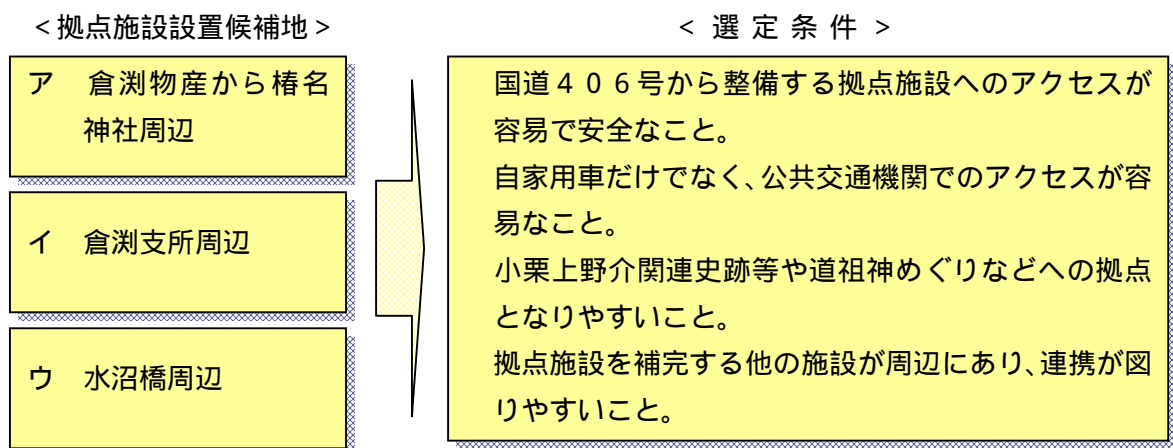 <拠点施設設置候補地>
<選定条件>
ア 倉渕物産から椿名
神社周辺
イ 倉渕支所周辺
ウ 水沼橋周辺
国道406号から整備する拠点施設へのアクセスが
容易で安全なこと。
自家用車だけでなく、公共交通機関でのアクセスが容
易なこと。
小栗上野介関連史跡等や道祖神めぐりなどへの拠点
となりやすいこと。
拠点施設を補完する他の施設が周辺にあり、連携が図
りやすいこと。